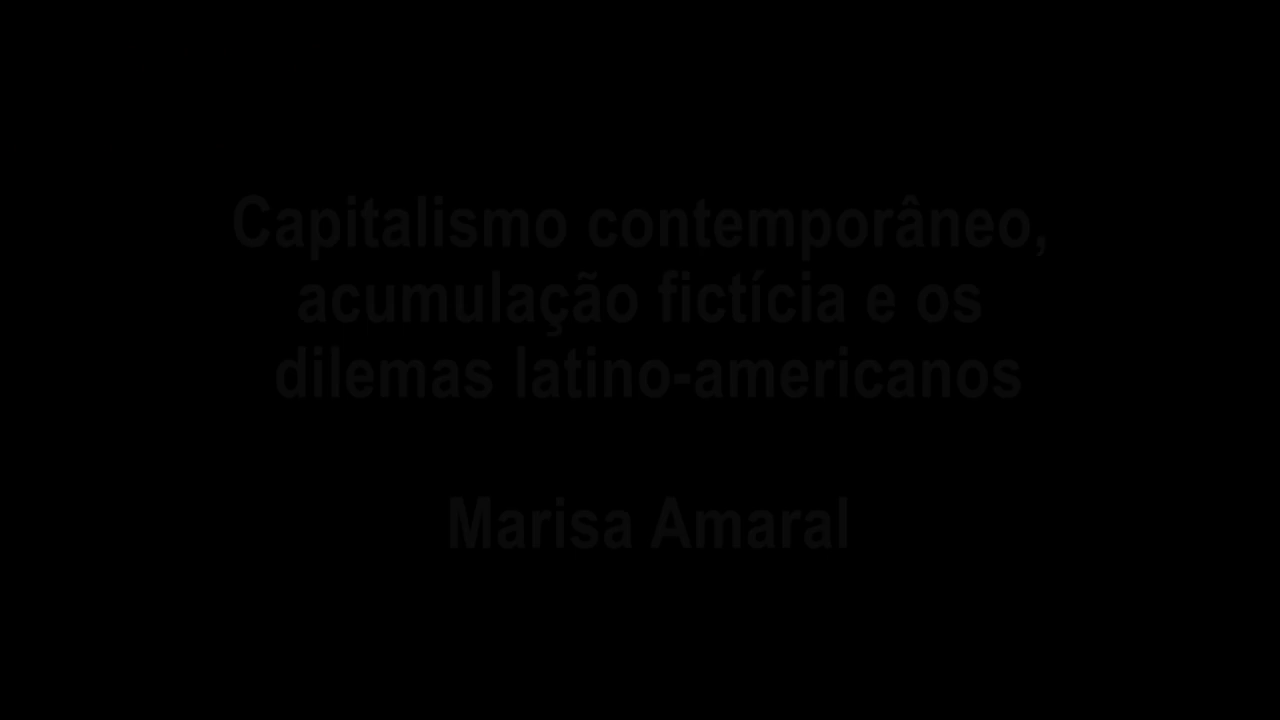 Capitalismo contemporâneo,
acumulação fictícia e os
dilemas latino-americanos
Marisa Amaral